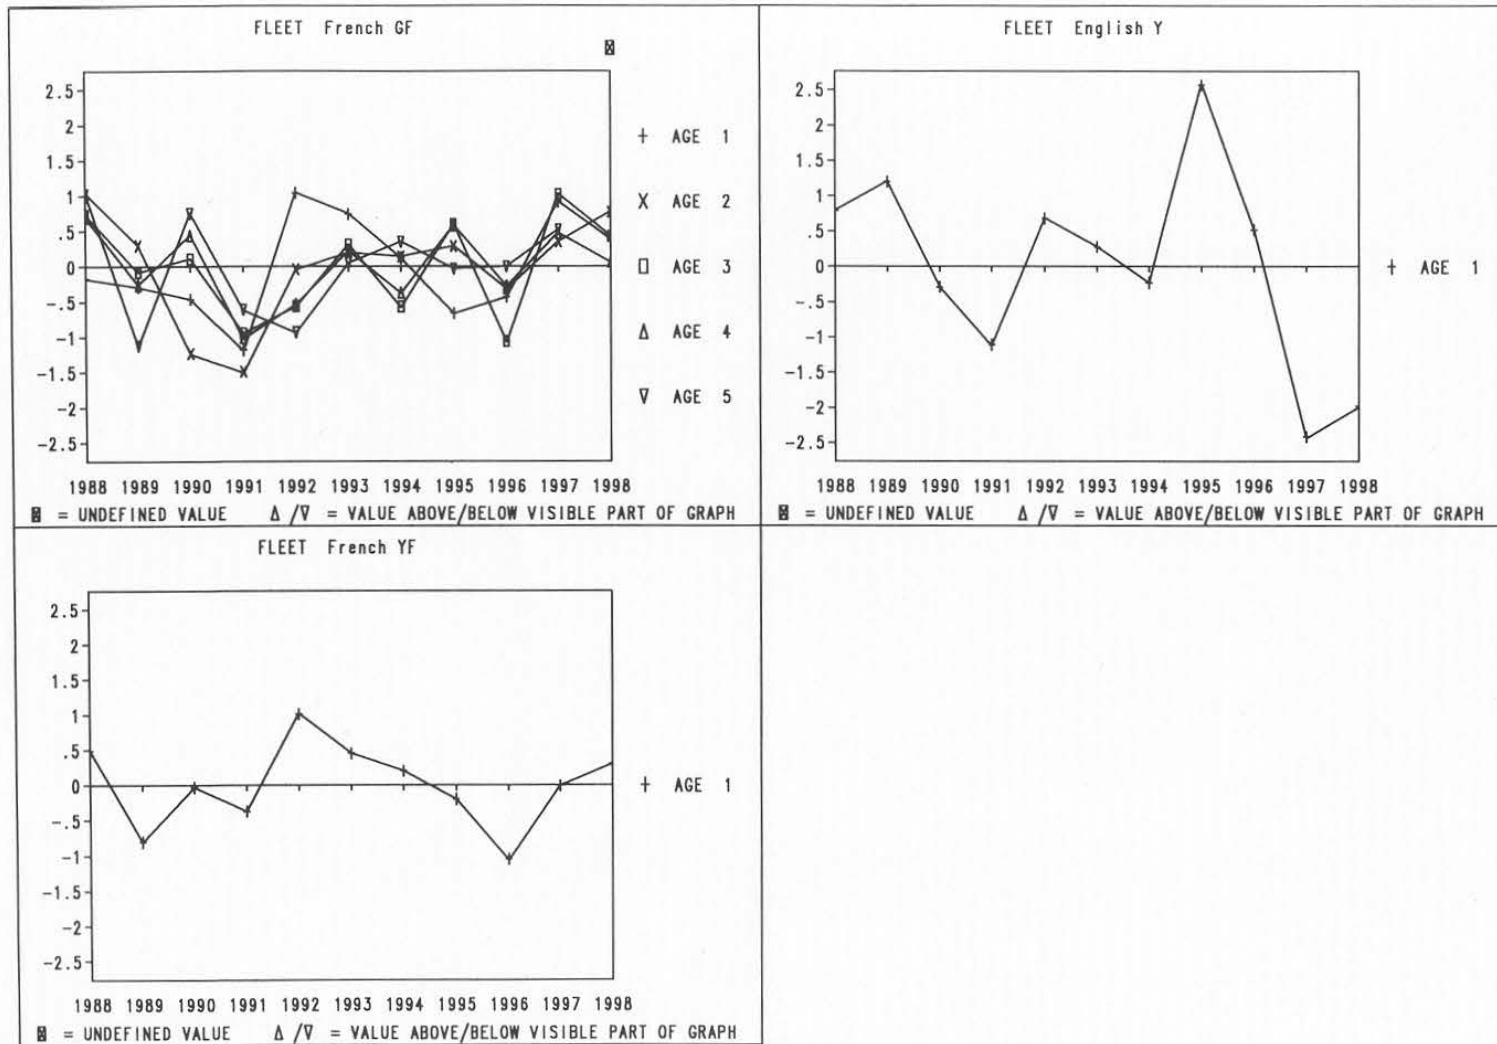 FLEET French GF
2.5
2
1.5
1
.5
0
-.5
-1
-1.5
-2
-2.5
1988 1989 1990 1991 1992 1993 1994 1995 1996 1997 1998
+ AGE 1
X AGE 2
□ AGE 3
Δ AGE 4
∇ AGE 5
⊠ = UNDEFINED VALUE Δ /∇ = VALUE ABOVE/BELOW VISIBLE PART OF GRAPH
FLEET English Y
2.5
2
1.5
1
.5
0
-.5
-1
-1.5
-2
-2.5
1988 1989 1990 1991 1992 1993 1994 1995 1996 1997 1998
+ AGE 1
⊠ = UNDEFINED VALUE Δ /∇ = VALUE ABOVE/BELOW VISIBLE PART OF GRAPH
FLEET French YF
2.5
2
1.5
1
.5
0
-.5
-1
-1.5
-2
-2.5
1988 1989 1990 1991 1992 1993 1994 1995 1996 1997 1998
+ AGE 1
⊠ = UNDEFINED VALUE Δ /∇ = VALUE ABOVE/BELOW VISIBLE PART OF GRAPH